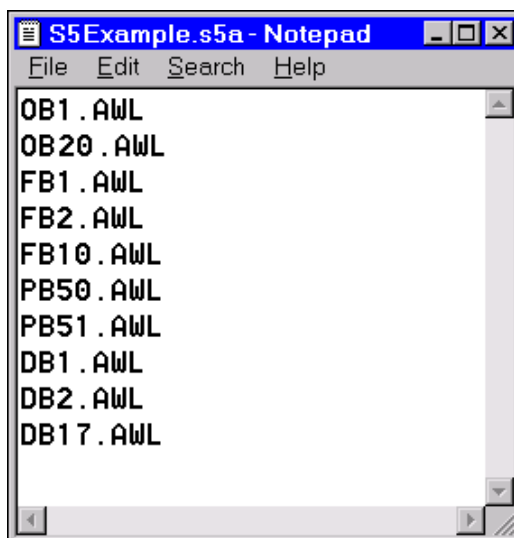 S5Example.s5a - Notepad
File Edit Search Help
OB1.AWL
OB20.AWL
FB1.AWL
FB2.AWL
FB10.AWL
PB50.AWL
PB51.AWL
DB1.AWL
DB2.AWL
DB17.AWL